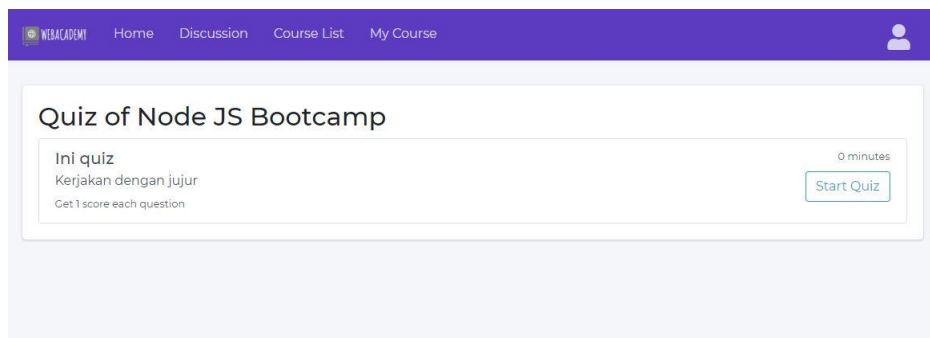 WEBACADEMY Home Discussion Course List My Course
Quiz of Node JS Bootcamp
Ini quiz
0 minutes
Kerjakan dengan jujur
Start Quiz
Get 1 score each question